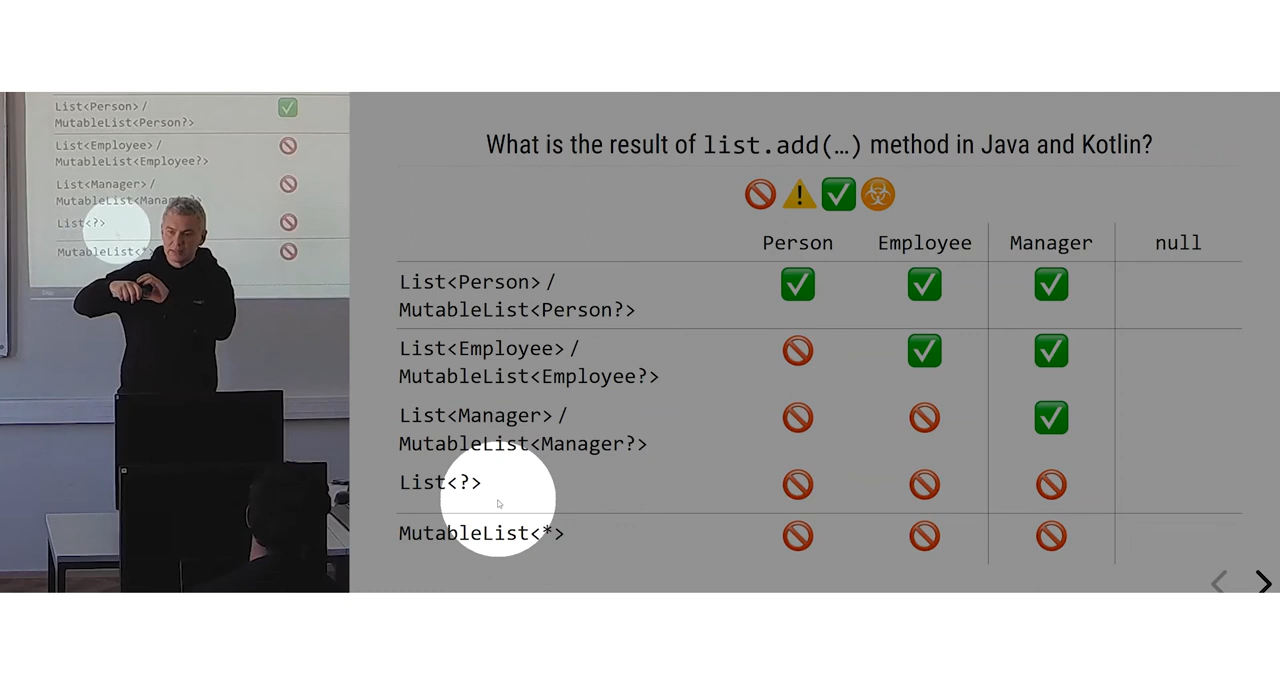 List<Person> /
MutableList<Person?>
List<Employee> /
MutableList<Employee?>
List<Manager> /
List<?>
What is the result of list.add(…) method in Java and Kotlin?
Person Employee Manager null
List<Person> /
MutableList<Person?>
List<Employee> /
MutableList<Employee?>
List<Manager> /
MutableList<Manager?>
List<?>
MutableList<*>